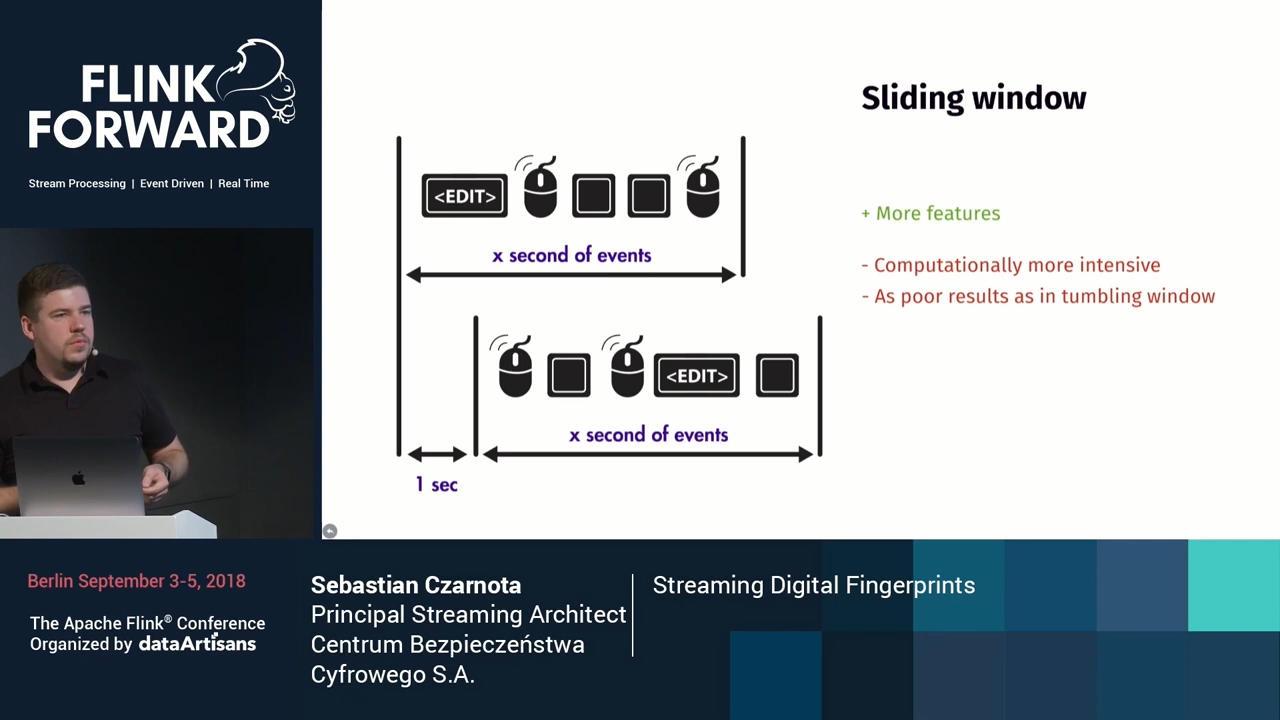 FLINK
FORWARD
Stream Processing | Event Driven | Real Time
Sliding window
+ More features
- Computationally more intensive
- As poor results as in tumbling window
<EDIT>
x second of events
<EDIT>
x second of events
1 sec
Berlin September 3-5, 2018
The Apache Flink® Conference
Organized by dataArtisans
Sebastian Czarnota
Principal Streaming Architect
Centrum Bezpieczeństwa
Cyfrowego S.A.
Streaming Digital Fingerprints